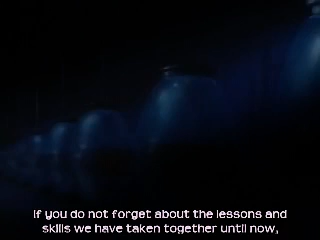 If you do not forget about the lessons and
skills we have taken together until now,